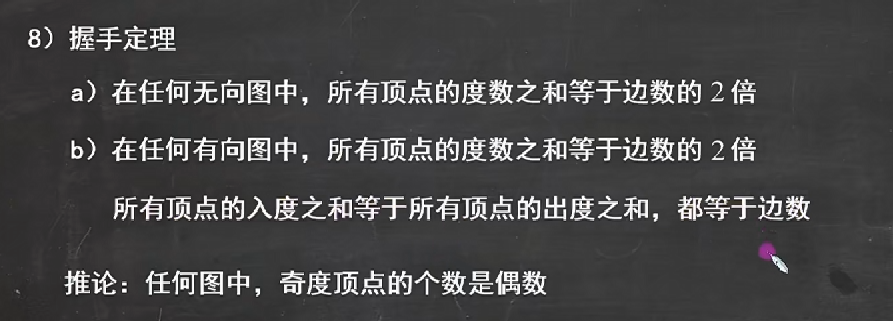 8）握手定理
a）在任何无向图中，所有顶点的度数之和等于边数的 2 倍
b）在任何有向图中，所有顶点的度数之和等于边数的 2 倍
所有顶点的入度之和等于所有顶点的出度之和，都等于边数
推论：任何图中，奇度顶点的个数是偶数